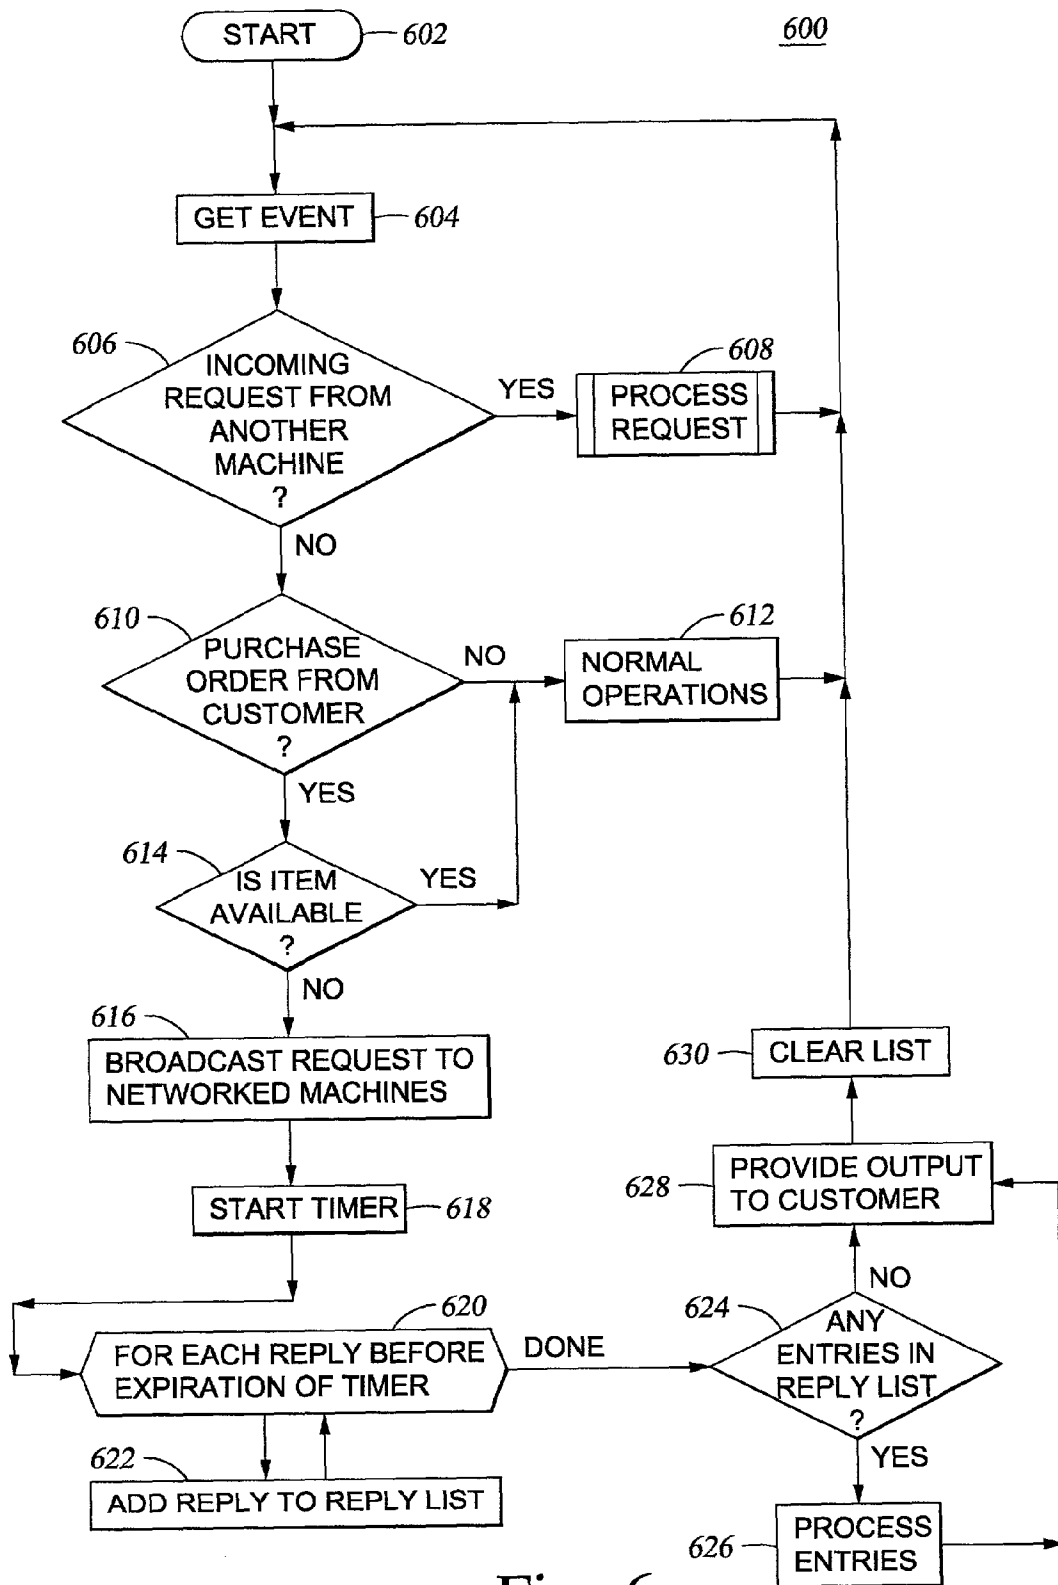 START
602
600
GET EVENT
604
606
INCOMING
REQUEST FROM
ANOTHER
MACHINE
?
YES
608
PROCESS
REQUEST
NO
610
PURCHASE
ORDER FROM
CUSTOMER
?
NO
612
NORMAL
OPERATIONS
YES
614
IS ITEM
AVAILABLE
?
YES
NO
616
BROADCAST REQUEST TO
NETWORKED MACHINES
START TIMER
618
620
FOR EACH REPLY BEFORE
EXPIRATION OF TIMER
DONE
622
ADD REPLY TO REPLY LIST
624
ANY
ENTRIES IN
REPLY LIST
?
NO
YES
626
PROCESS
ENTRIES
628
PROVIDE OUTPUT
TO CUSTOMER
630
CLEAR LIST